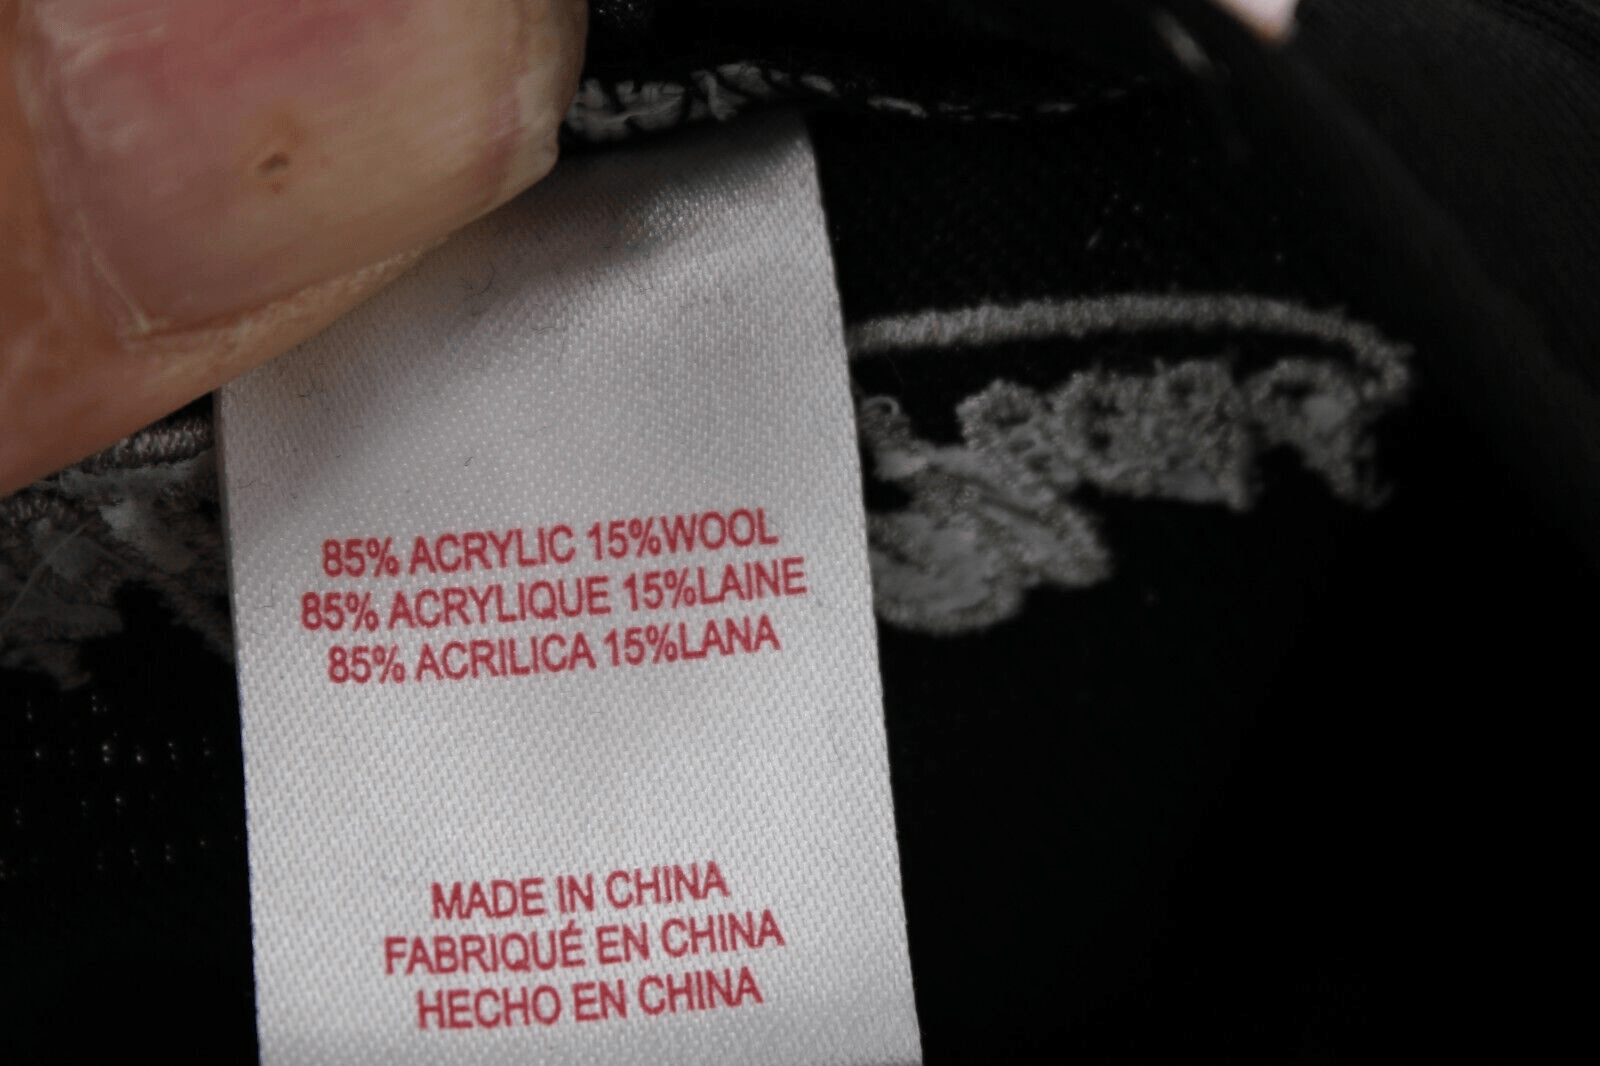 85% ACRYLIC 15%WOOL
85% ACRYLIQUE 15%LAINE
85% ACRILICA 15%LANA
MADE IN CHINA
FABRIQUÉ EN CHINA
HECHO EN CHINA